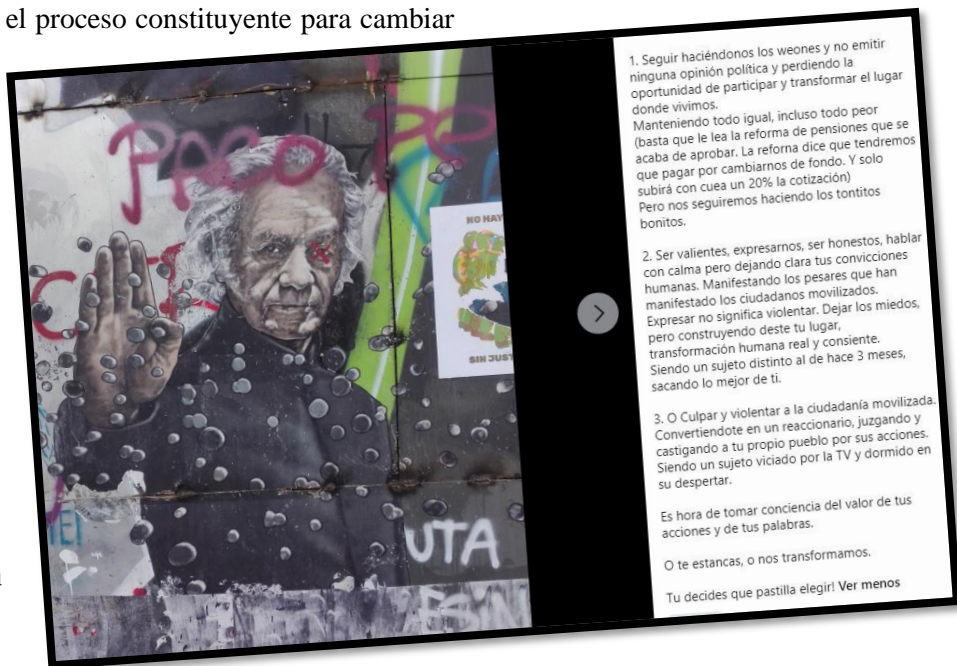 el proceso constituyente para cambiar
PACO
C
NO HAY
SIN JUST
UTA
1. Seguir haciéndonos los weones y no emitir
ninguna opinión política y perdiendo la
oportunidad de participar y transformar el lugar
donde vivimos.
Manteniendo todo igual, incluso todo peor
(basta que le lea la reforma de pensiones que se
acaba de aprobar. La reforna dice que tendremos
que pagar por cambiarnos de fondo. Y solo
subirá con cuea un 20% la cotización)
Pero nos seguiremos haciendo los tontitos
bonitos.
2. Ser valientes, expresarnos, ser honestos, hablar
con calma pero dejando clara tus convicciones
humanas. Manifestando los pesares que han
manifestado los ciudadanos movilizados.
Expresar no significa violentar. Dejar los miedos,
pero construyendo deste tu lugar,
transformación humana real y consiente.
Siendo un sujeto distinto al de hace 3 meses,
sacando lo mejor de ti.
3. O Culpar y violentar a la ciudadanía movilizada.
Convertiendote en un reaccionario, juzgando y
castigando a tu propio pueblo por sus acciones.
Siendo un sujeto viciado por la TV y dormido en
su despertar.
Es hora de tomar conciencia del valor de tus
acciones y de tus palabras.
O te estancas, o nos transformamos.
Tu decides que pastilla elegir! Ver menos